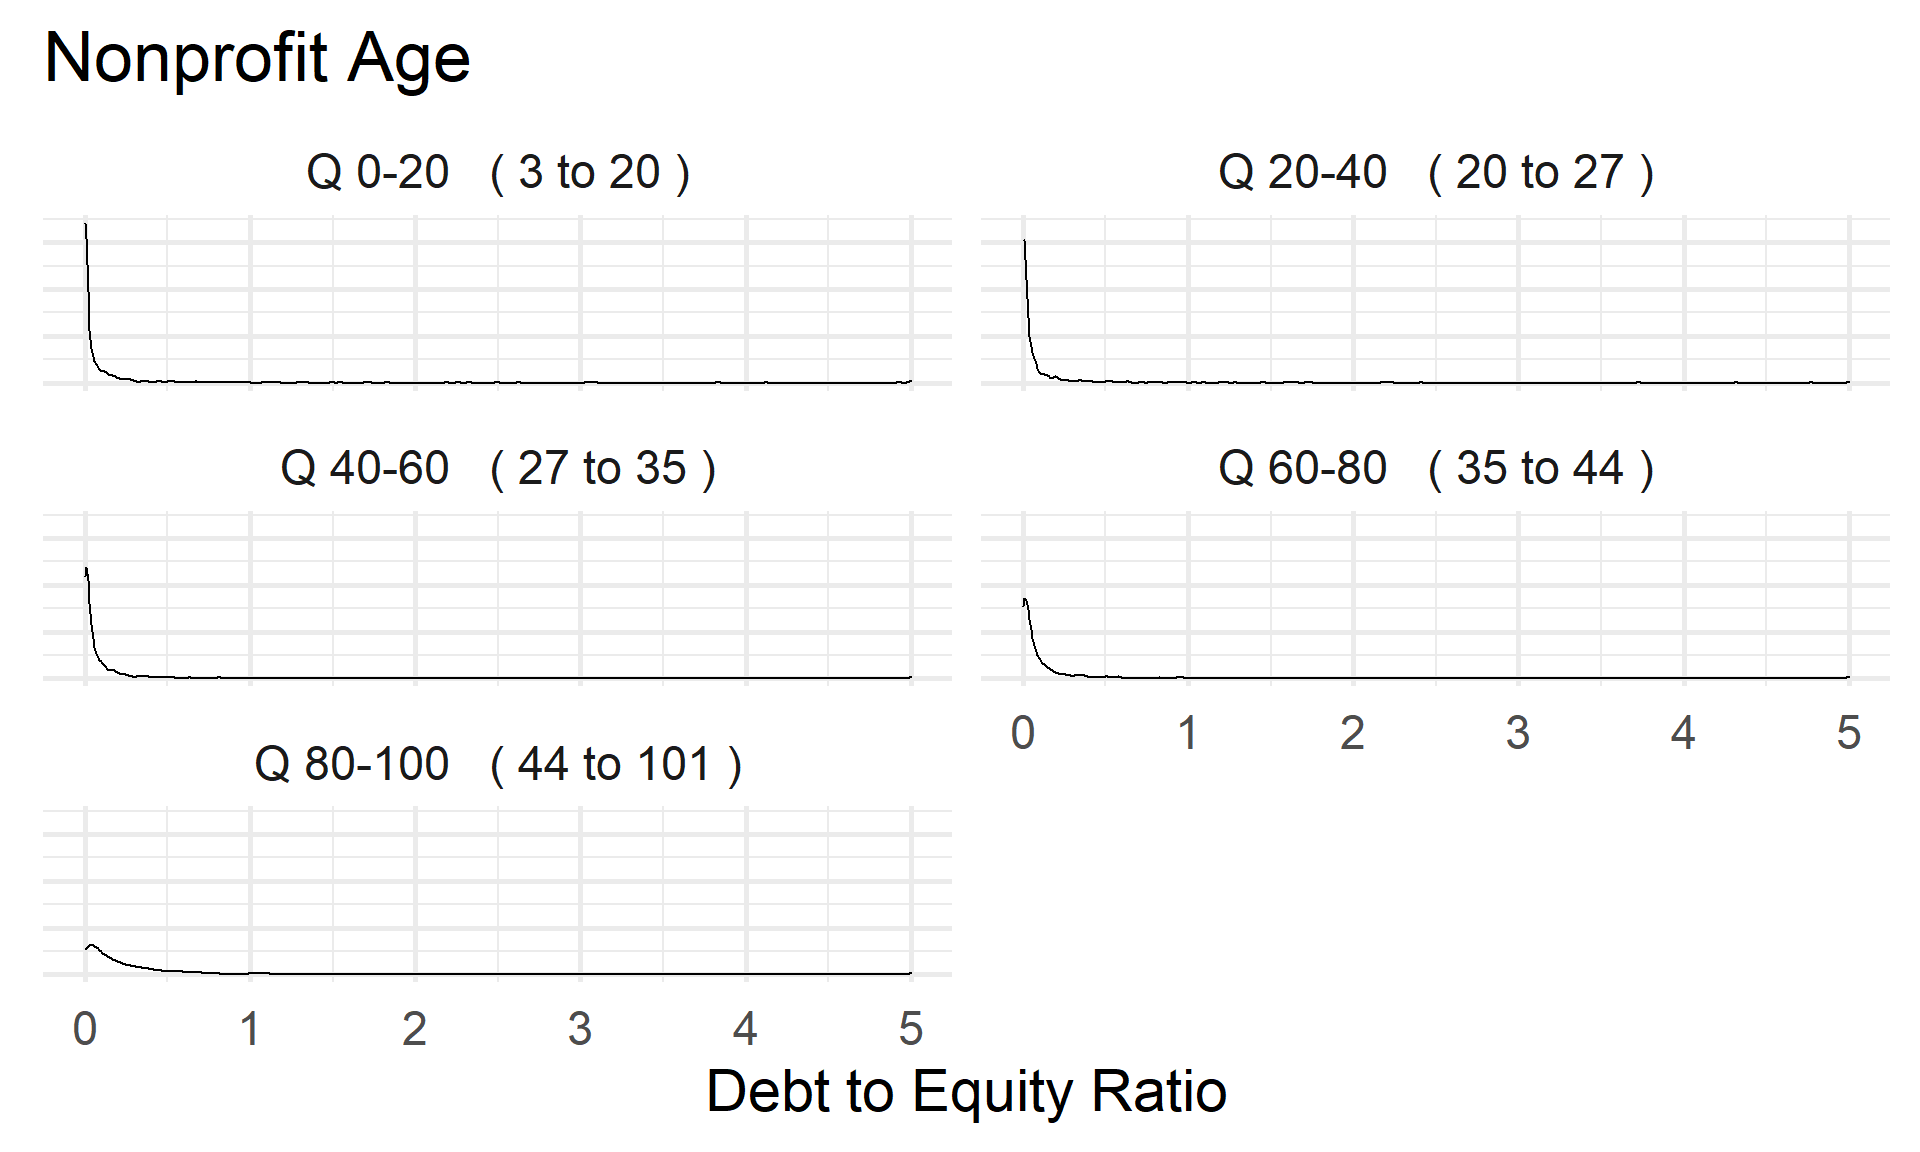 Nonprofit Age
Q 0-20 ( 3 to 20 )
Q 20-40 ( 20 to 27 )
Q 40-60 ( 27 to 35 )
Q 60-80 ( 35 to 44 )
0 1 2 3 4 5
Q 80-100 ( 44 to 101 )
0 1 2 3 4 5
Debt to Equity Ratio